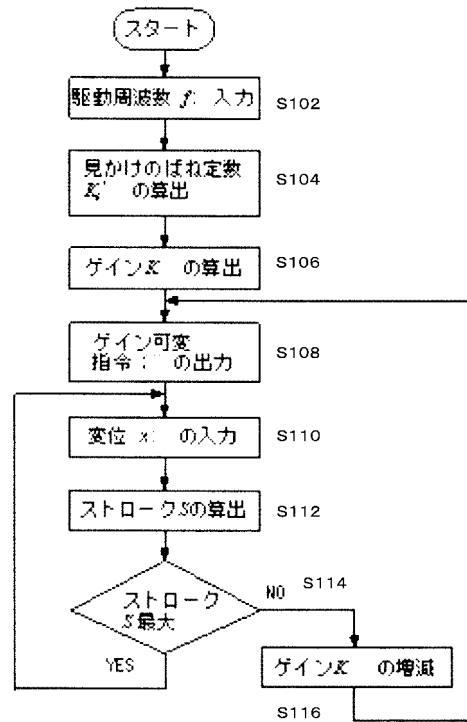 スタート
駆動周波数 f 入力
S102
見かけのばね定数
の算出
S104
ゲインK の算出
S106
ゲイン可変
指令 の出力
S108
変位 x の入力
S110
ストロークSの算出
S112
ストローク
S最大
NO
S114
YES
ゲインK の増減
S116